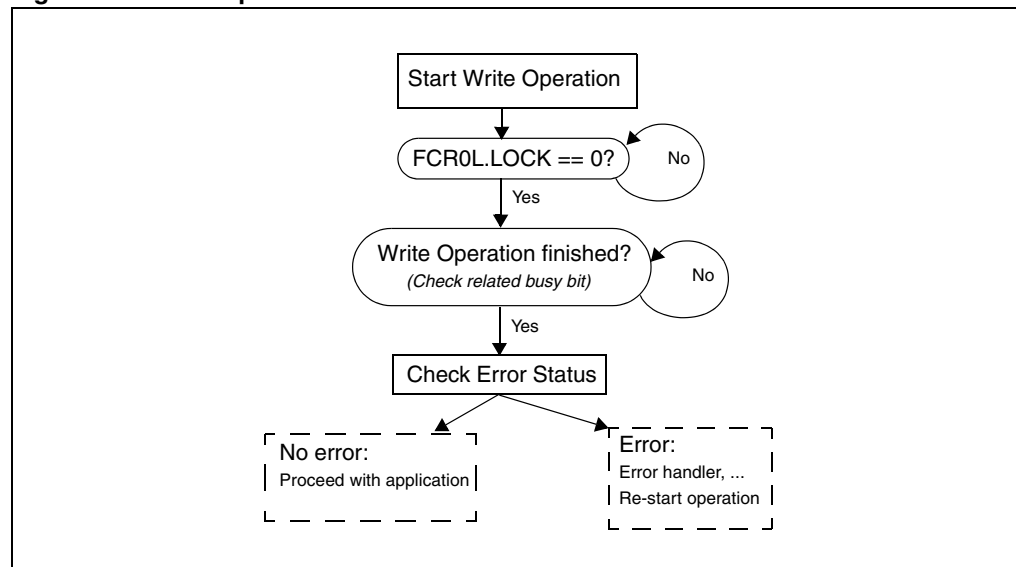 Start Write Operation
FCR0L.LOCK == 0?
No
Yes
Write Operation finished?
(Check related busy bit)
No
Yes
Check Error Status
No error:
Proceed with application
Error:
Error handler, ...
Re-start operation